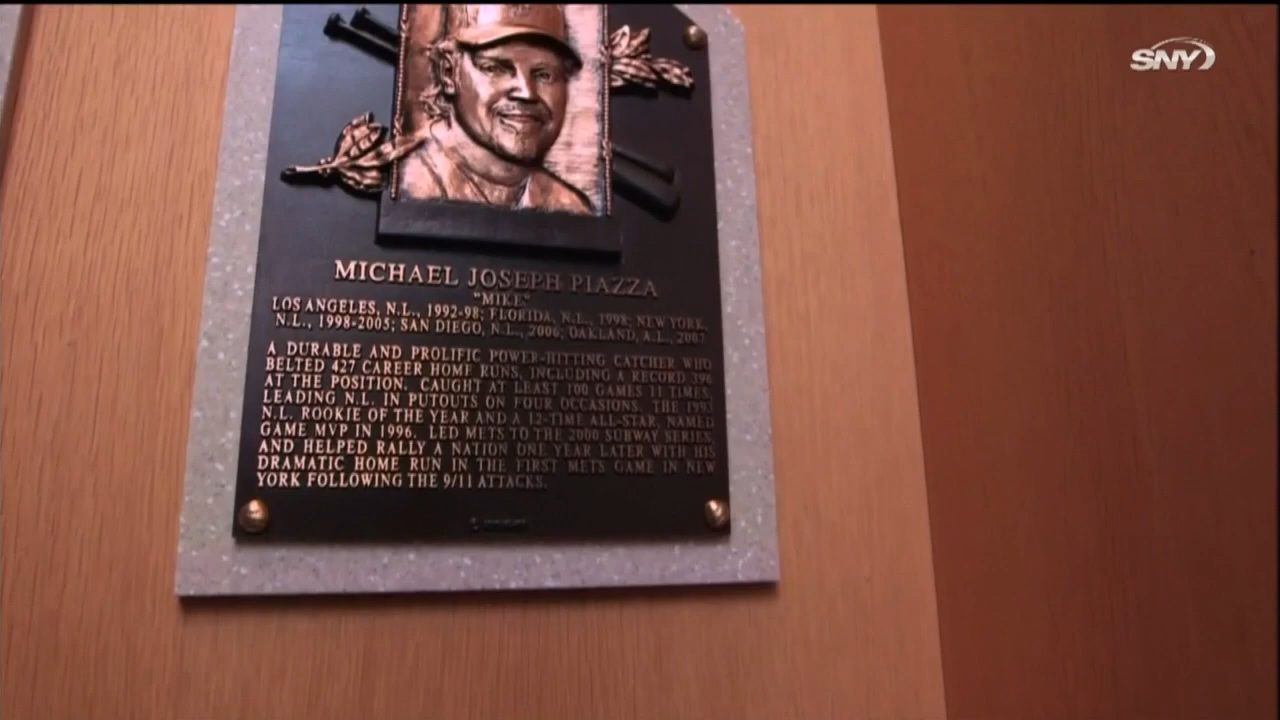 SNY
MICHAEL JOSEPH PIAZZA
"MIKE"
LOS ANGELES, N.L., 1992-98; FLORIDA, N.L., 1998; NEW YORK,
N.L., 1998-2005; SAN DIEGO, N.L., 2006; OAKLAND, A.L., 2007
A DURABLE AND PROLIFIC POWER-HITTING CATCHER WHO
BELTED 427 CAREER HOME RUNS, INCLUDING A RECORD 396
AT THE POSITION. CAUGHT AT LEAST 100 GAMES 11 TIMES,
LEADING N.L. IN PUTOUTS ON FOUR OCCASIONS. THE 1993
N.L. ROOKIE OF THE YEAR AND A 12-TIME ALL-STAR, NAMED
GAME MVP IN 1996. LED METS TO THE 2000 SUBWAY SERIES,
AND HELPED RALLY A NATION ONE YEAR LATER WITH HIS
DRAMATIC HOME RUN IN THE FIRST METS GAME IN NEW
YORK FOLLOWING THE 9/11 ATTACKS.